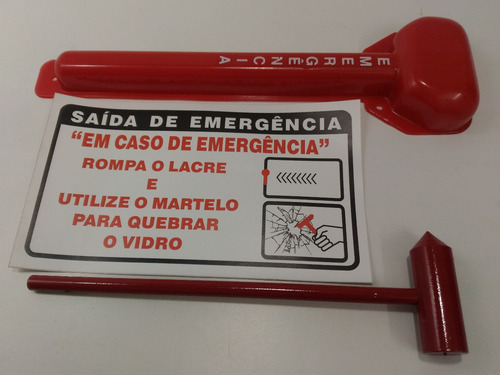 EMERGÊNCIA
SAÍDA DE EMERGÊNCIA
“EM CASO DE EMERGÊNCIA”
ROMPA O LACRE
E
UTILIZE O MARTELO
PARA QUEBRAR
O VIDRO